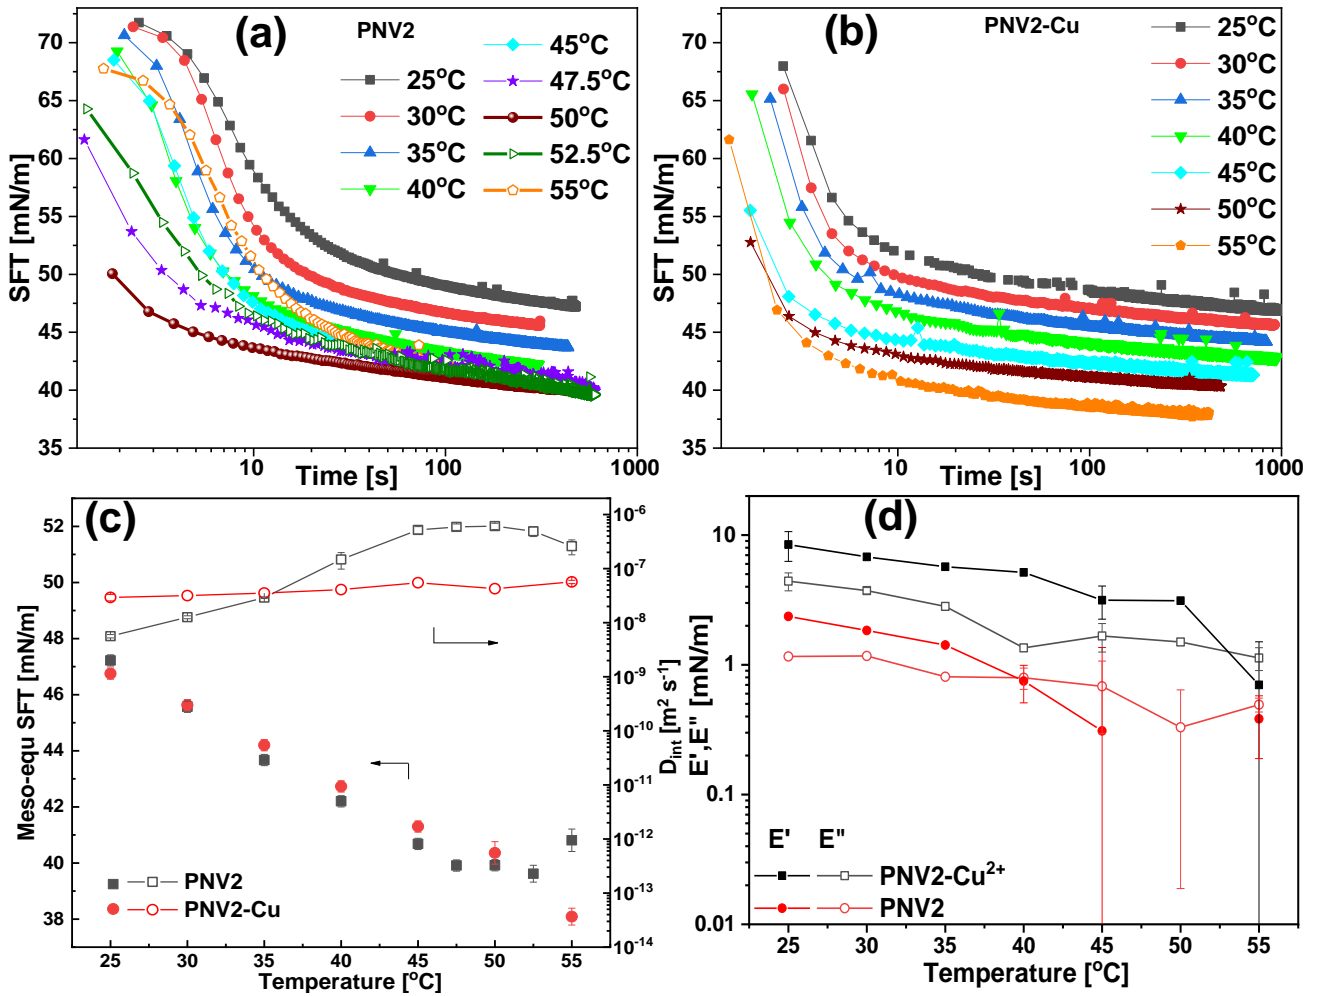 (a)
PNV2
25°C
30°C
35°C
40°C
45°C
47.5°C
50°C
52.5°C
55°C
SFT [mN/m]
70
65
60
55
50
45
40
35
10
100
1000
Time [s]
(b)
PNV2-Cu
25°C
30°C
35°C
40°C
45°C
50°C
55°C
SFT [mN/m]
70
65
60
55
50
45
40
35
10
100
1000
Time [s]
(c)
Meso-equ SFT [mN/m]
52
50
48
46
44
42
40
38
10⁻⁶
10⁻⁷
10⁻⁸
10⁻⁹
10⁻¹⁰
10⁻¹¹
10⁻¹²
10⁻¹³
10⁻¹⁴
D_int [m² s⁻¹]
PNV2
PNV2-Cu
25 30 35 40 45 50 55
Temperature [°C]
(d)
E',E" [mN/m]
10
1
0.1
0.01
E' E"
PNV2-Cu²⁺
PNV2
25 30 35 40 45 50 55
Temperature [°C]